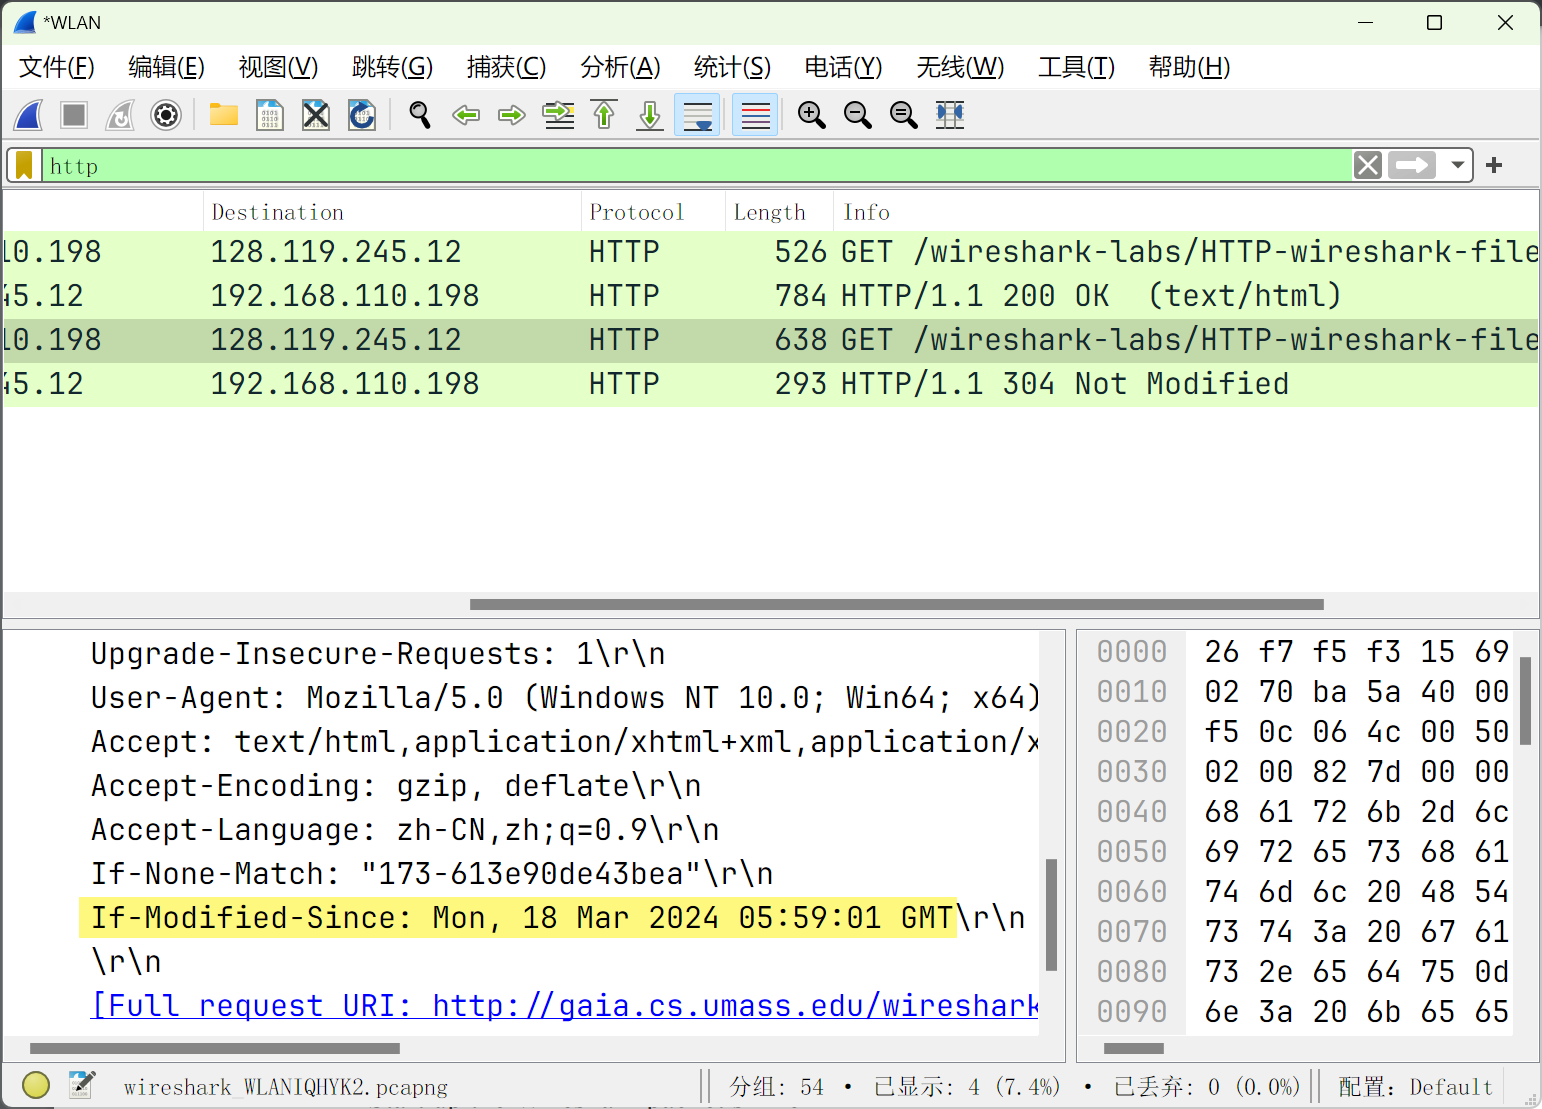 *WLAN
文件(F) 编辑(E) 视图(V) 跳转(G) 捕获(C) 分析(A) 统计(S) 电话(Y) 无线(W) 工具(T) 帮助(H)
http
Destination Protocol Length Info
10.198 128.119.245.12 HTTP 526 GET /wireshark-labs/HTTP-wireshark-file
45.12 192.168.110.198 HTTP 784 HTTP/1.1 200 OK (text/html)
10.198 128.119.245.12 HTTP 638 GET /wireshark-labs/HTTP-wireshark-file
45.12 192.168.110.198 HTTP 293 HTTP/1.1 304 Not Modified
Upgrade-Insecure-Requests: 1\r\n
User-Agent: Mozilla/5.0 (Windows NT 10.0; Win64; x64)
Accept: text/html,application/xhtml+xml,application/x
Accept-Encoding: gzip, deflate\r\n
Accept-Language: zh-CN,zh;q=0.9\r\n
If-None-Match: "173-613e90de43bea"\r\n
If-Modified-Since: Mon, 18 Mar 2024 05:59:01 GMT\r\n
\r\n
[Full request URI: http://gaia.cs.umass.edu/wireshark
0000 26 f7 f5 f3 15 69
0010 02 70 ba 5a 40 00
0020 f5 0c 06 4c 00 50
0030 02 00 82 7d 00 00
0040 68 61 72 6b 2d 6c
0050 69 72 65 73 68 61
0060 74 6d 6c 20 48 54
0070 73 74 3a 20 67 61
0080 73 2e 65 64 75 0d
0090 6e 3a 20 6b 65 65
wireshark_WLANIQHYK2.pcapng 分组: 54 · 已显示: 4 (7.4%) · 已丢弃: 0 (0.0%) 配置: Default